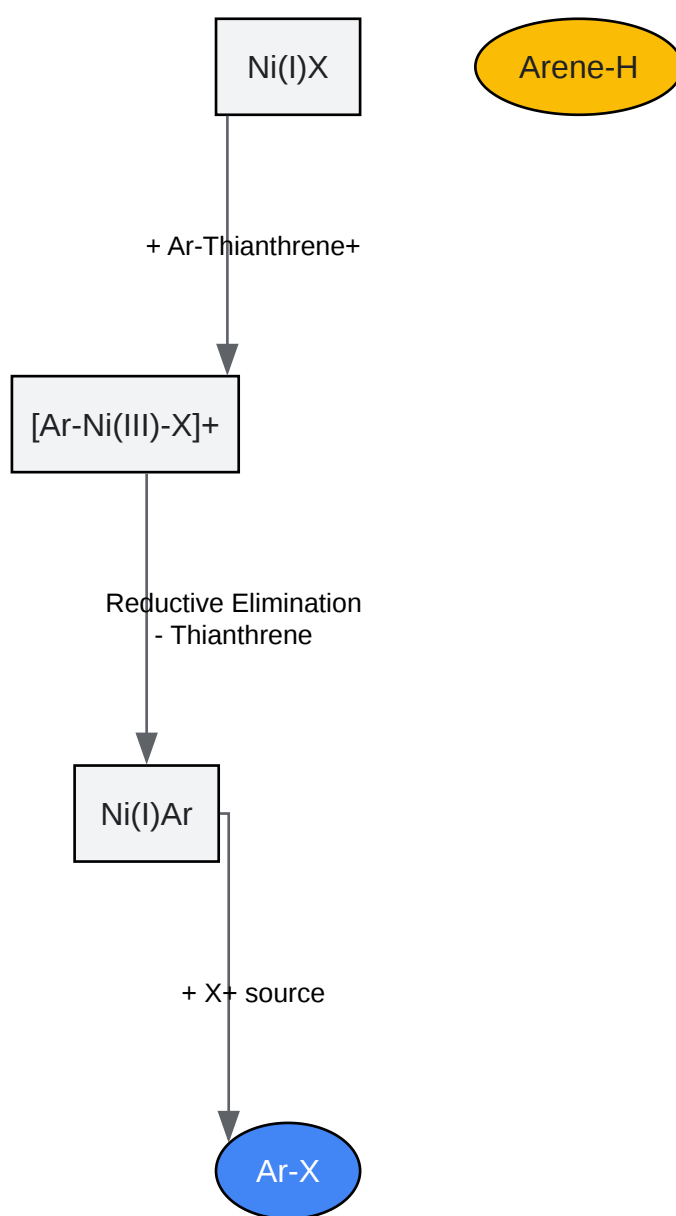 Ni(I)X
Arene-H
+ Ar-Thianthrene+
[Ar-Ni(III)-X]+
Reductive Elimination
- Thianthrene
Ni(I)Ar
+ X+ source
Ar-X